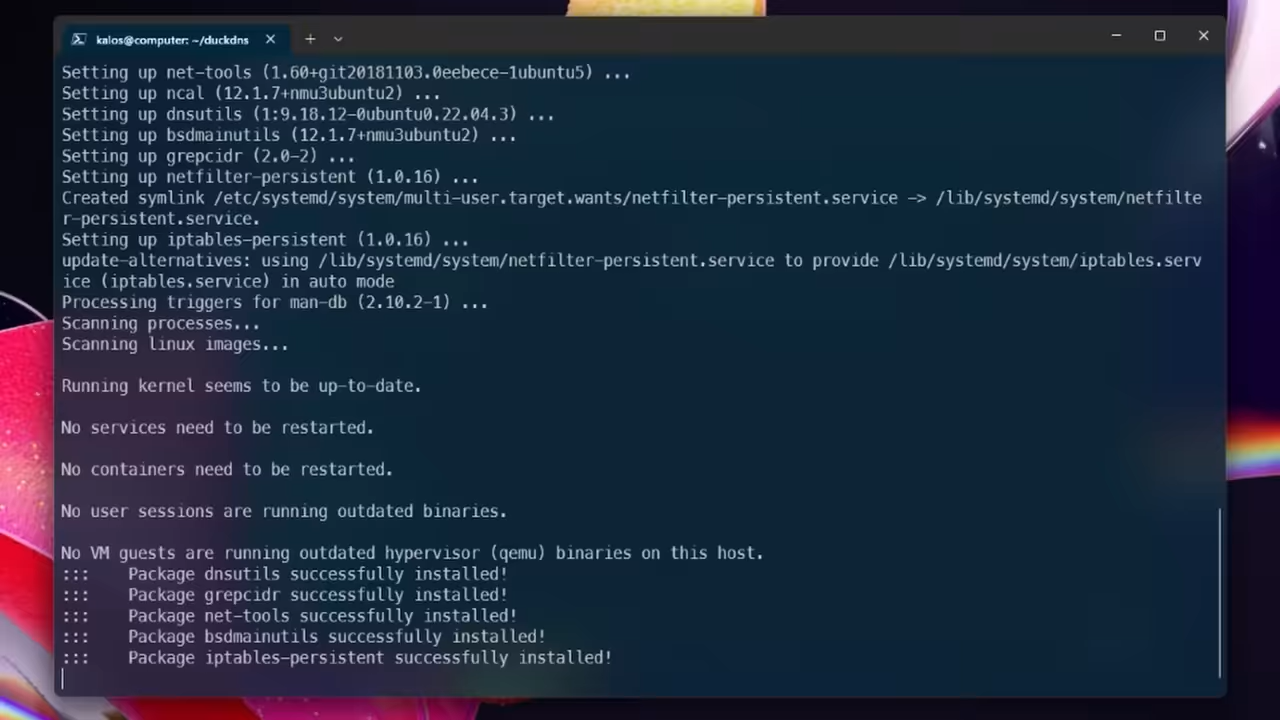 kalos@computer: ~/duckdns
Setting up net-tools (1.60+git20181103.0eebece-1ubuntu5) ...
Setting up ncal (12.1.7+nmu3ubuntu2) ...
Setting up dnsutils (1:9.18.12-0ubuntu0.22.04.3) ...
Setting up bsdmainutils (12.1.7+nmu3ubuntu2) ...
Setting up grepcidr (2.0-2) ...
Setting up netfilter-persistent (1.0.16) ...
Created symlink /etc/systemd/system/multi-user.target.wants/netfilter-persistent.service -> /lib/systemd/system/netfilte
r-persistent.service.
Setting up iptables-persistent (1.0.16) ...
update-alternatives: using /lib/systemd/system/netfilter-persistent.service to provide /lib/systemd/system/iptables.serv
ice (iptables.service) in auto mode
Processing triggers for man-db (2.10.2-1) ...
Scanning processes...
Scanning linux images...
Running kernel seems to be up-to-date.
No services need to be restarted.
No containers need to be restarted.
No user sessions are running outdated binaries.
No VM guests are running outdated hypervisor (qemu) binaries on this host.
:::    Package dnsutils successfully installed!
:::    Package grepcidr successfully installed!
:::    Package net-tools successfully installed!
:::    Package bsdmainutils successfully installed!
:::    Package iptables-persistent successfully installed!